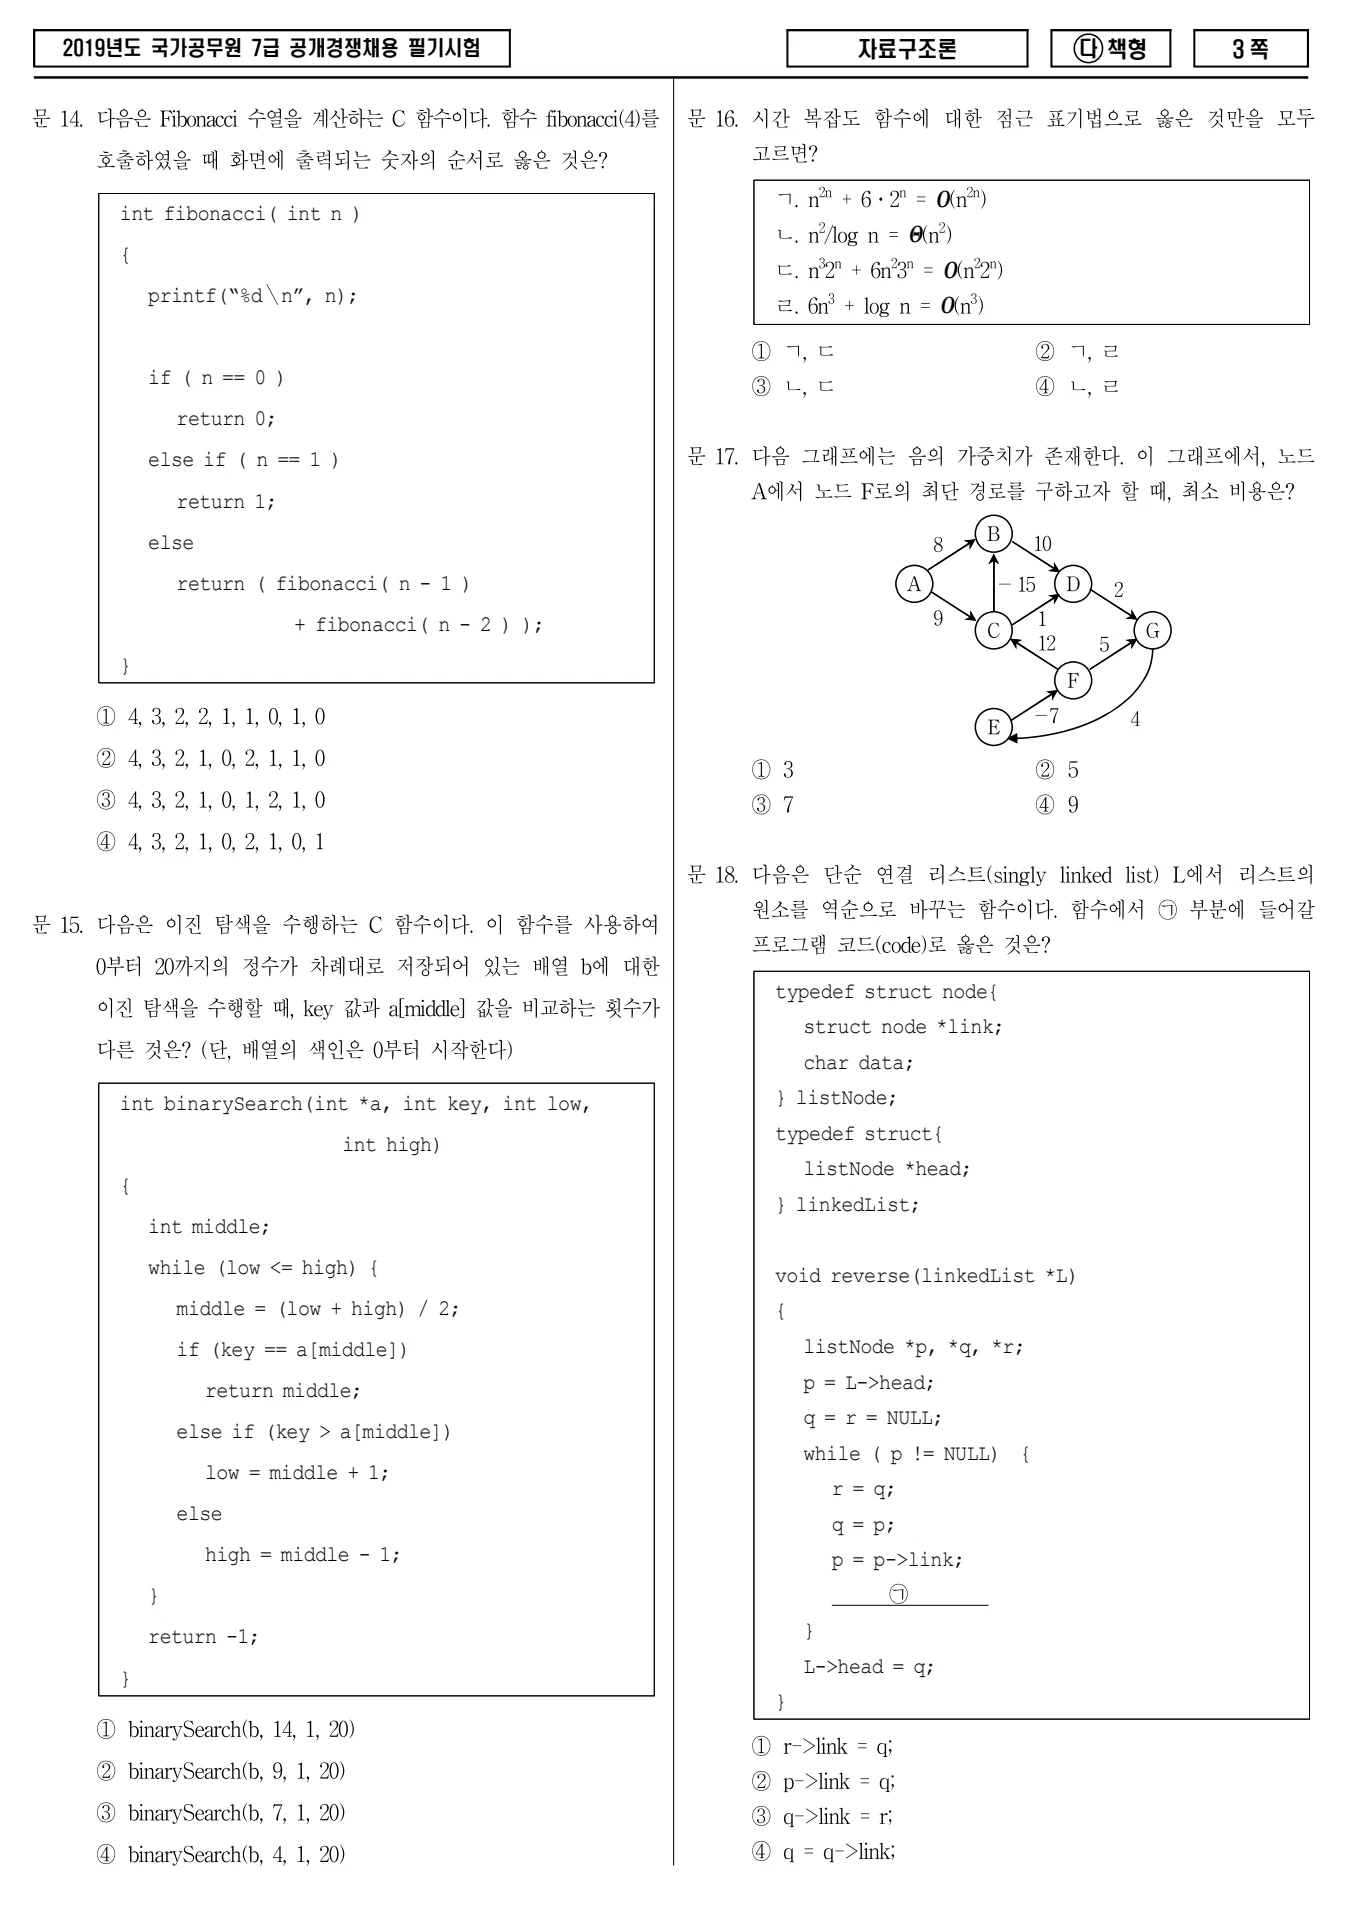 2019년도 국가공무원 7급 공개경쟁채용 필기시험
자료구조론
㉰ 책형
3 쪽
문 14. 다음은 Fibonacci 수열을 계산하는 C 함수이다. 함수 fibonacci(4)를
호출하였을 때 화면에 출력되는 숫자의 순서로 옳은 것은?
int fibonacci( int n )
{
printf(“%d\n”, n);
if ( n == 0 )
return 0;
else if ( n == 1 )
return 1;
else
return ( fibonacci( n - 1 )
+ fibonacci( n - 2 ) );
}
① 4, 3, 2, 2, 1, 1, 0, 1, 0
② 4, 3, 2, 1, 0, 2, 1, 1, 0
③ 4, 3, 2, 1, 0, 1, 2, 1, 0
④ 4, 3, 2, 1, 0, 2, 1, 0, 1
문 15. 다음은 이진 탐색을 수행하는 C 함수이다. 이 함수를 사용하여
0부터 20까지의 정수가 차례대로 저장되어 있는 배열 b에 대한
이진 탐색을 수행할 때, key 값과 a[middle] 값을 비교하는 횟수가
다른 것은? (단, 배열의 색인은 0부터 시작한다)
int binarySearch(int *a, int key, int low,
int high)
{
int middle;
while (low <= high) {
middle = (low + high) / 2;
if (key == a[middle])
return middle;
else if (key > a[middle])
low = middle + 1;
else
high = middle - 1;
}
return -1;
}
① binarySearch(b, 14, 1, 20)
② binarySearch(b, 9, 1, 20)
③ binarySearch(b, 7, 1, 20)
④ binarySearch(b, 4, 1, 20)
문 16. 시간 복잡도 함수에 대한 점근 표기법으로 옳은 것만을 모두
고르면?
ㄱ. n²ⁿ + 6·2ⁿ = O(n²ⁿ)
ㄴ. n²/log n = Θ(n²)
ㄷ. n³2ⁿ + 6n²3ⁿ = O(n²2ⁿ)
ㄹ. 6n³ + log n = O(n³)
① ㄱ, ㄷ
② ㄱ, ㄹ
③ ㄴ, ㄷ
④ ㄴ, ㄹ
문 17. 다음 그래프에는 음의 가중치가 존재한다. 이 그래프에서, 노드
A에서 노드 F로의 최단 경로를 구하고자 할 때, 최소 비용은?
B
8
10
A
-15
D
2
9
C
1
G
12
5
F
-7
4
E
① 3
② 5
③ 7
④ 9
문 18. 다음은 단순 연결 리스트(singly linked list) L에서 리스트의
원소를 역순으로 바꾸는 함수이다. 함수에서 ㉠ 부분에 들어갈
프로그램 코드(code)로 옳은 것은?
typedef struct node{
struct node *link;
char data;
} listNode;
typedef struct{
listNode *head;
} linkedList;
void reverse(linkedList *L)
{
listNode *p, *q, *r;
p = L->head;
q = r = NULL;
while ( p != NULL) {
r = q;
q = p;
p = p->link;
㉠
}
L->head = q;
}
① r->link = q;
② p->link = q;
③ q->link = r;
④ q = q->link;